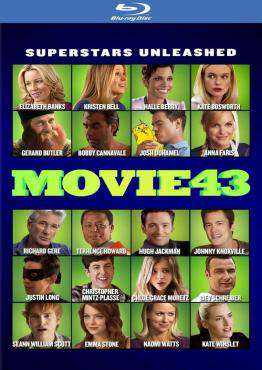 Blu-ray Disc
SUPERSTARS UNLEASHED
ELIZABETH BANKS KRISTEN BELL HALLE BERRY KATE BOSWORTH
GERARD BUTLER BOBBY CANNAVALE JOSH DUHAMEL ANNA FARIS
MOVIE 43
RICHARD GERE TERRENCE HOWARD HUGH JACKMAN JOHNNY KNOXVILLE
JUSTIN LONG CHRISTOPHER MINTZ-PLASSE CHLOË GRACE MORETZ LIEV SCHREIBER
SEANN WILLIAM SCOTT EMMA STONE NAOMI WATTS KATE WINSLET